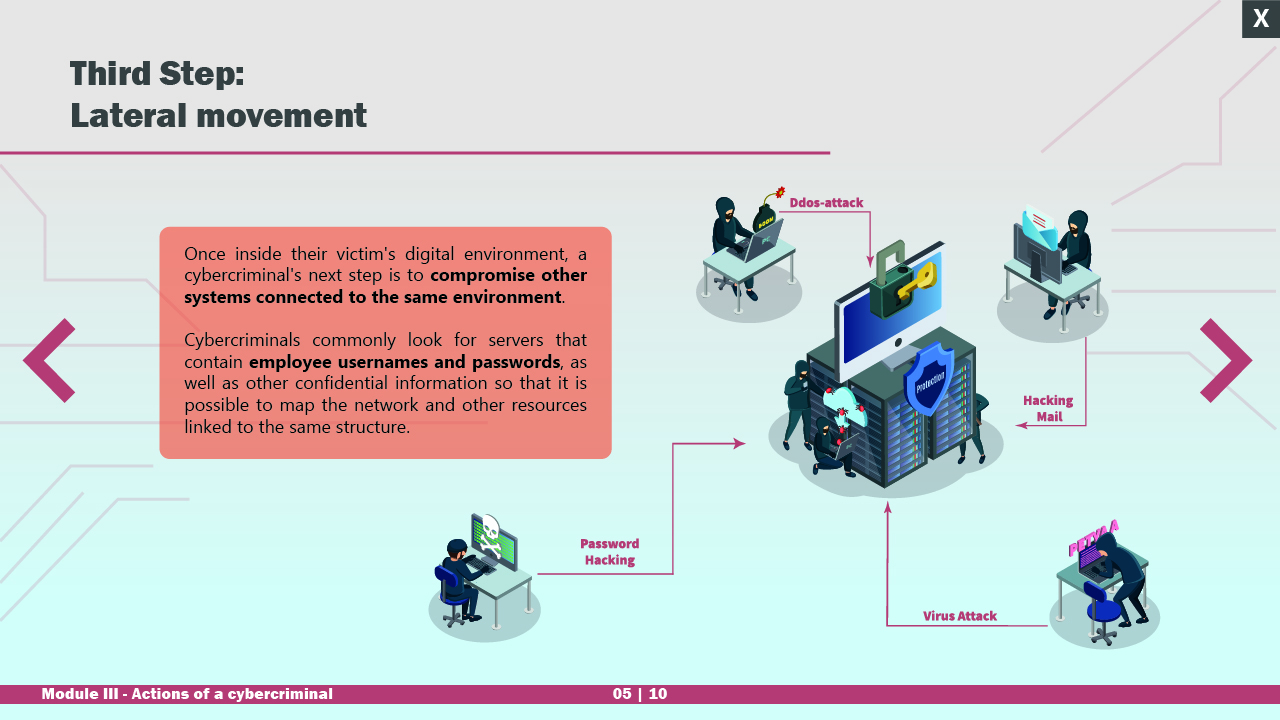 X
Third Step:
Lateral movement
Once inside their victim's digital environment, a
cybercriminal's next step is to compromise other
systems connected to the same environment.
Cybercriminals commonly look for servers that
contain employee usernames and passwords, as
well as other confidential information so that it is
possible to map the network and other resources
linked to the same structure.
Ddos-attack
BOOM
Protection
Hacking
Mail
Password
Hacking
PETYA A
Virus Attack
Module III - Actions of a cybercriminal
05 | 10